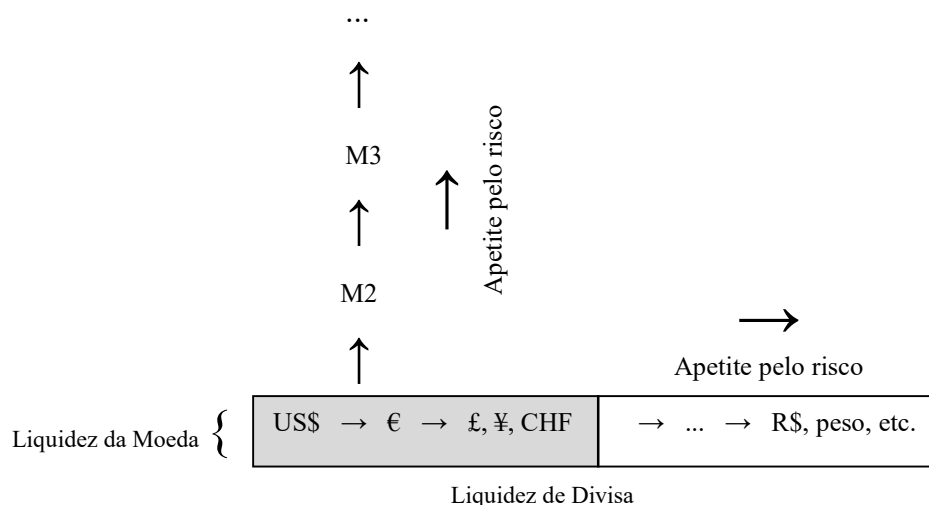 ...
M3
Apetite pelo risco
M2
Apetite pelo risco
Liquidez da Moeda {
US$ → € → £, ¥, CHF → ... → R$, peso, etc.
Liquidez de Divisa